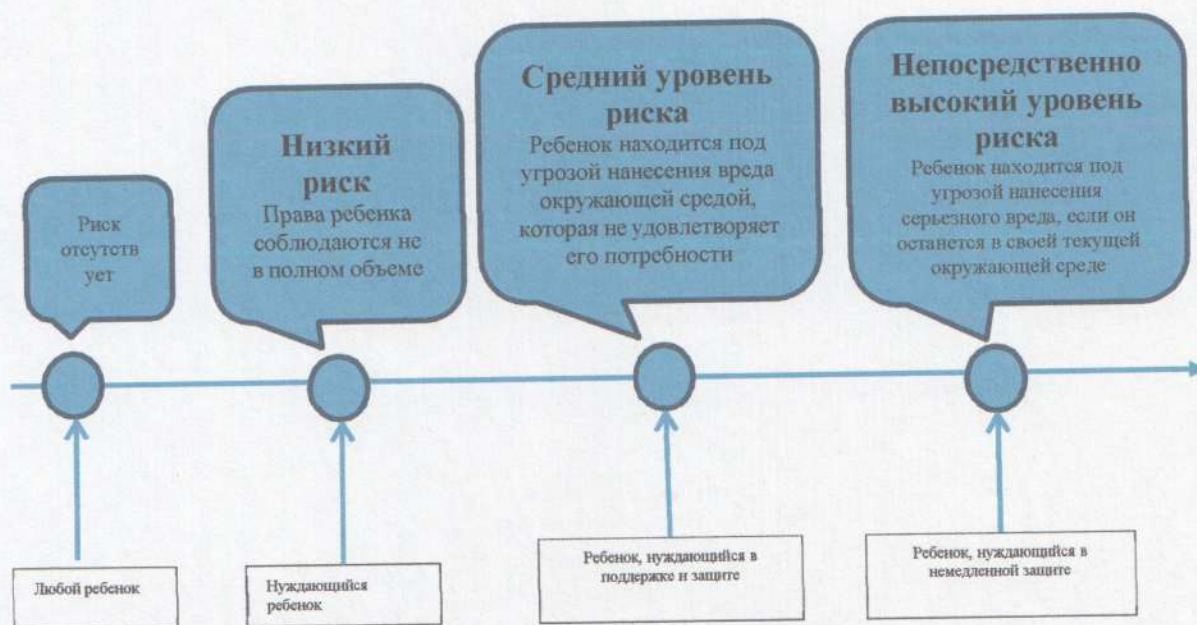 Риск
отсутств
ует
Низкий
риск
Права ребенка
соблюдаются не
в полном объеме
Средний уровень
риска
Ребенок находится под
угрозой нанесения вреда
окружающей средой,
которая не удовлетворяет
его потребности
Непосредственно
высокий уровень
риска
Ребенок находится под
угрозой нанесения
серьезного вреда, если он
останется в своей текущей
окружающей среде
Любой ребенок
Нуждающийся
ребенок
Ребенок, нуждающийся в
поддержке и защите
Ребенок, нуждающийся в
немедленной защите